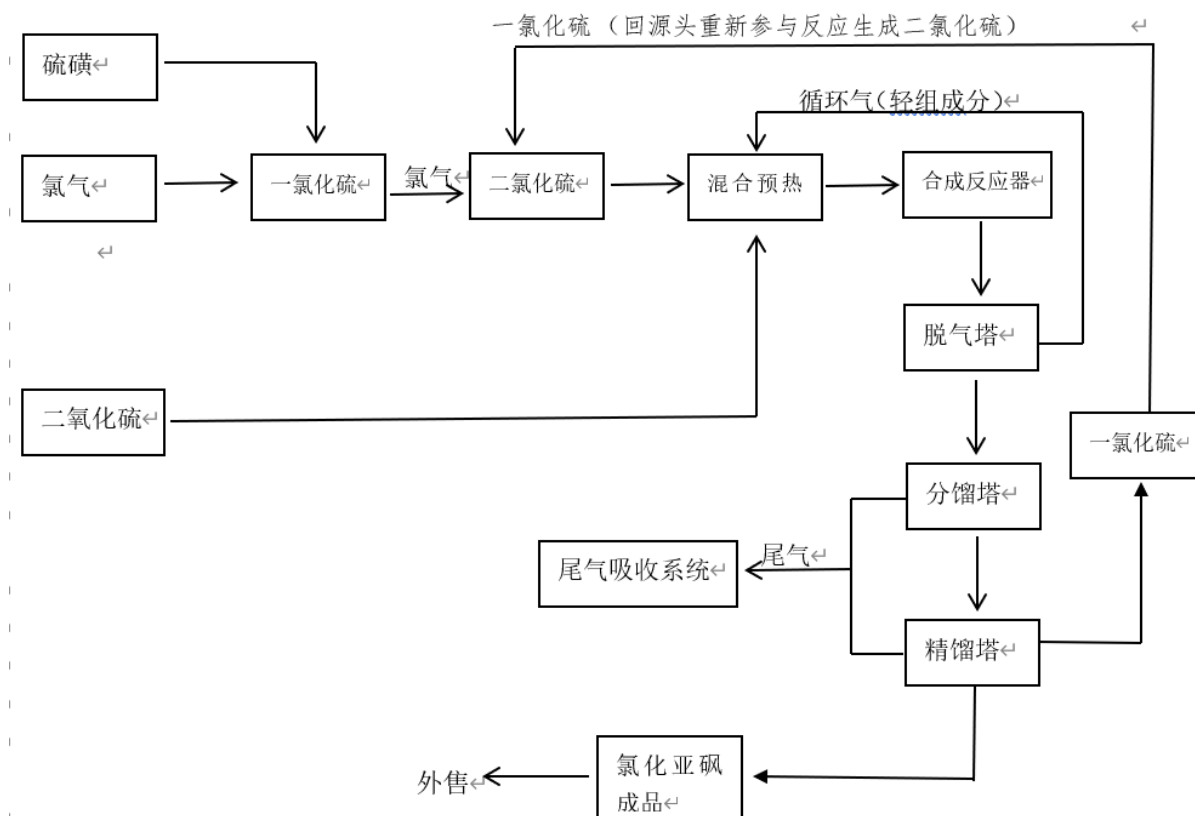 一氯化硫（回源头重新参与反应生成二氯化硫）
硫磺
循环气（轻组成分）
氯气
一氯化硫
氯气
二氯化硫
混合预热
合成反应器
脱气塔
二氧化硫
一氯化硫
分馏塔
尾气吸收系统
尾气
精馏塔
外售
氯化亚砜
成品